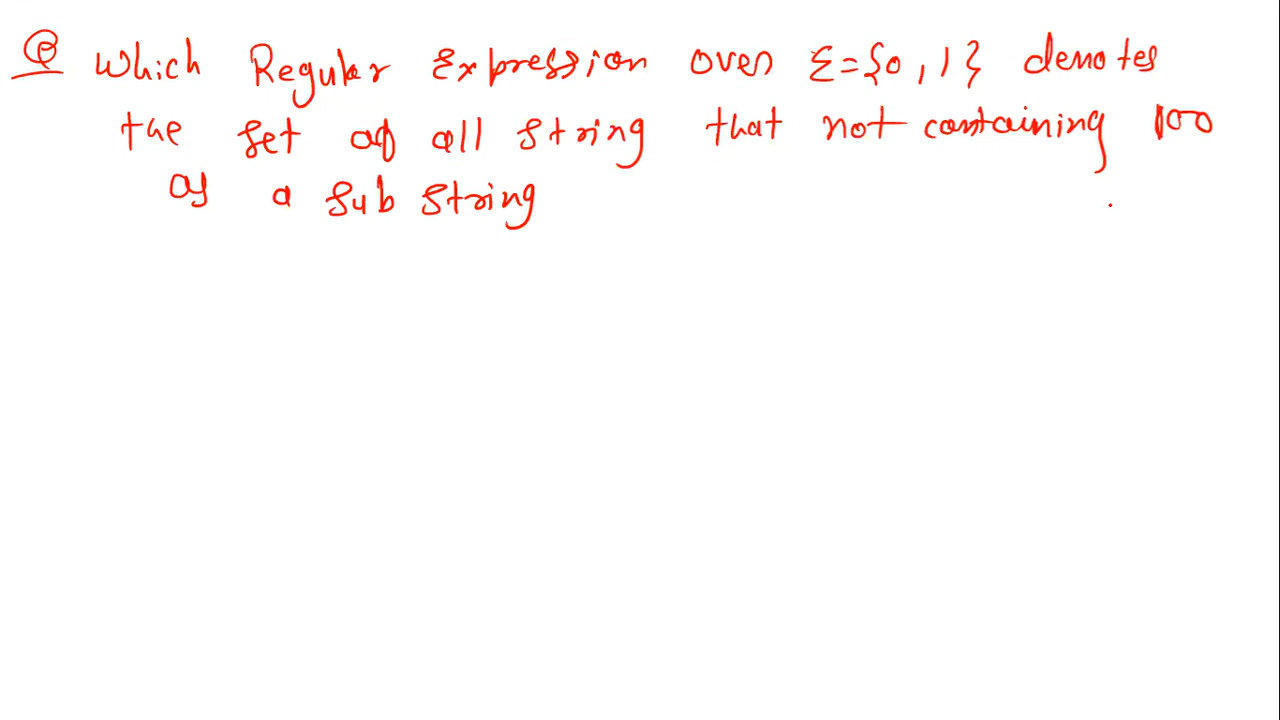 Q Which Regular Expression over Σ={0,1} denotes
the set of all string that not containing 100
as a sub string